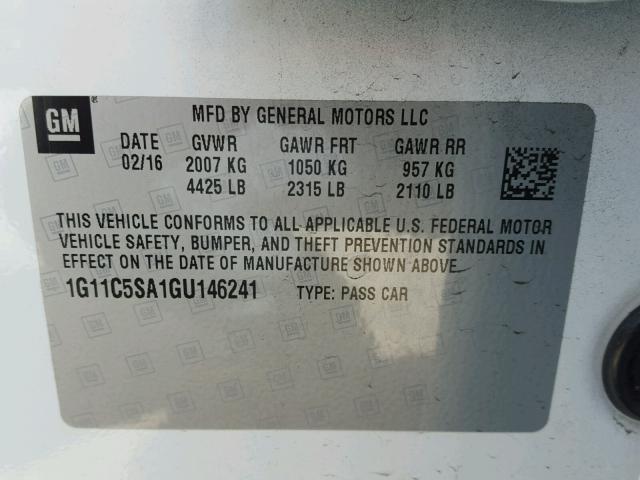 GM ®
MFD BY GENERAL MOTORS LLC
DATE GVWR GAWR FRT GAWR RR
02/16 2007 KG 1050 KG 957 KG
4425 LB 2315 LB 2110 LB
THIS VEHICLE CONFORMS TO ALL APPLICABLE U.S. FEDERAL MOTOR
VEHICLE SAFETY, BUMPER, AND THEFT PREVENTION STANDARDS IN
EFFECT ON THE DATE OF MANUFACTURE SHOWN ABOVE.
1G11C5SA1GU146241 TYPE: PASS CAR